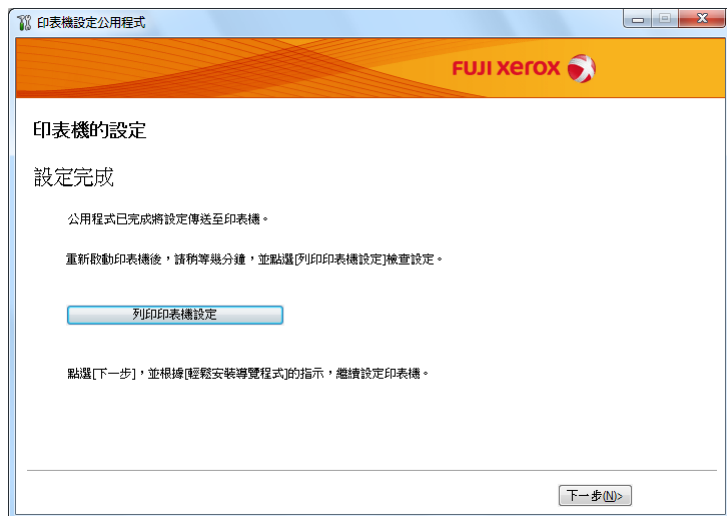 印表機設定公用程式
FUJI xerox
印表機的設定
設定完成
公用程式已完成將設定傳送至印表機。
重新啟動印表機後，請稍等幾分鐘，並點選[列印印表機設定]檢查設定。
列印印表機設定
點選[下一步]，並根據[輕鬆安裝導覽程式]的指示，繼續設定印表機。
下一步(N)>